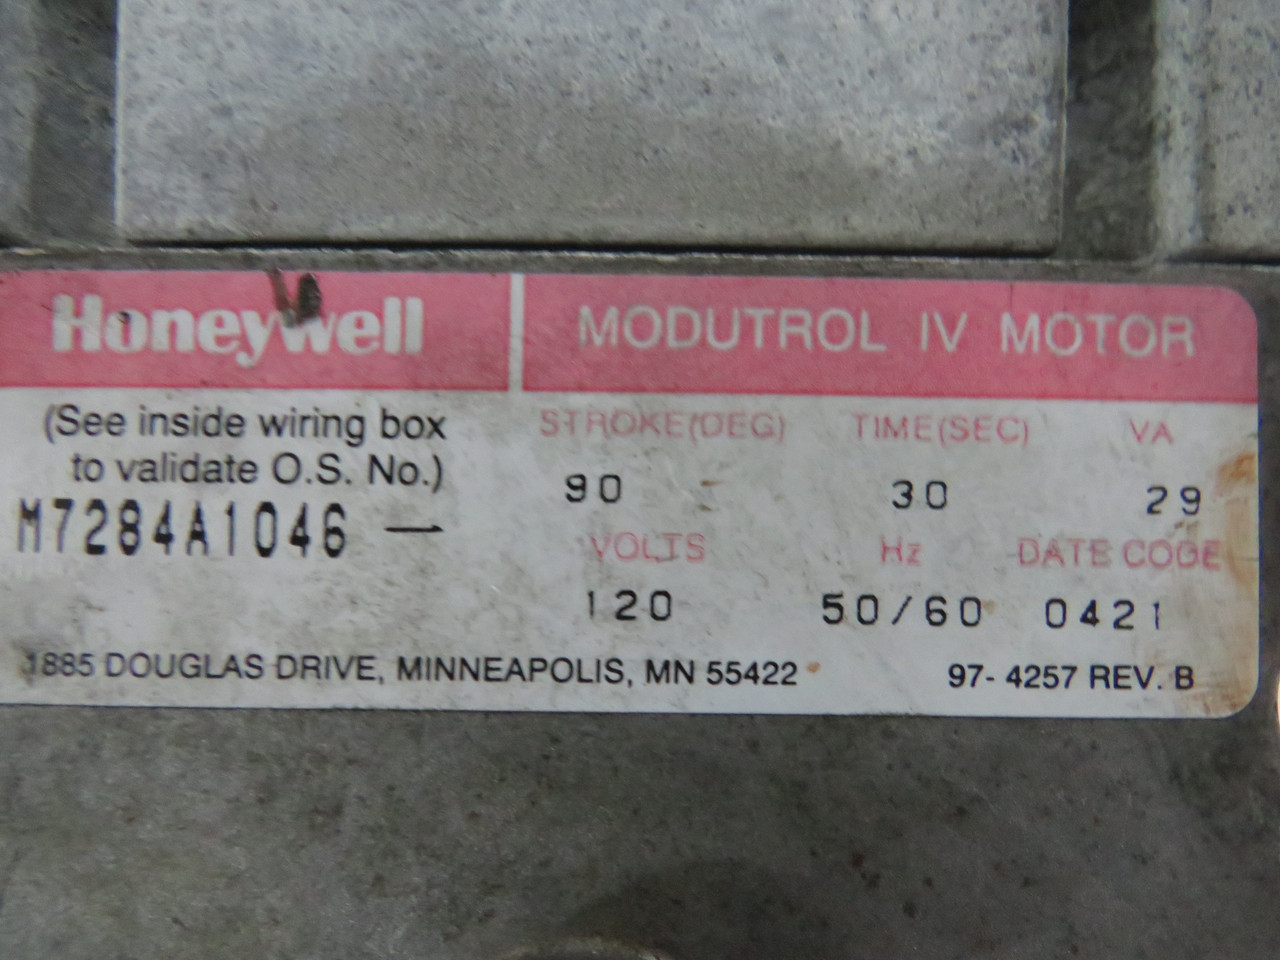 Honeywell
MODUTROL IV MOTOR
(See inside wiring box
to validate O.S. No.)
M7284A1046 —
STROKE(DEG) TIME(SEC) VA
90 30 29
VOLTS Hz DATE CODE
120 50/60 0421
1885 DOUGLAS DRIVE, MINNEAPOLIS, MN 55422
97-4257 REV. B